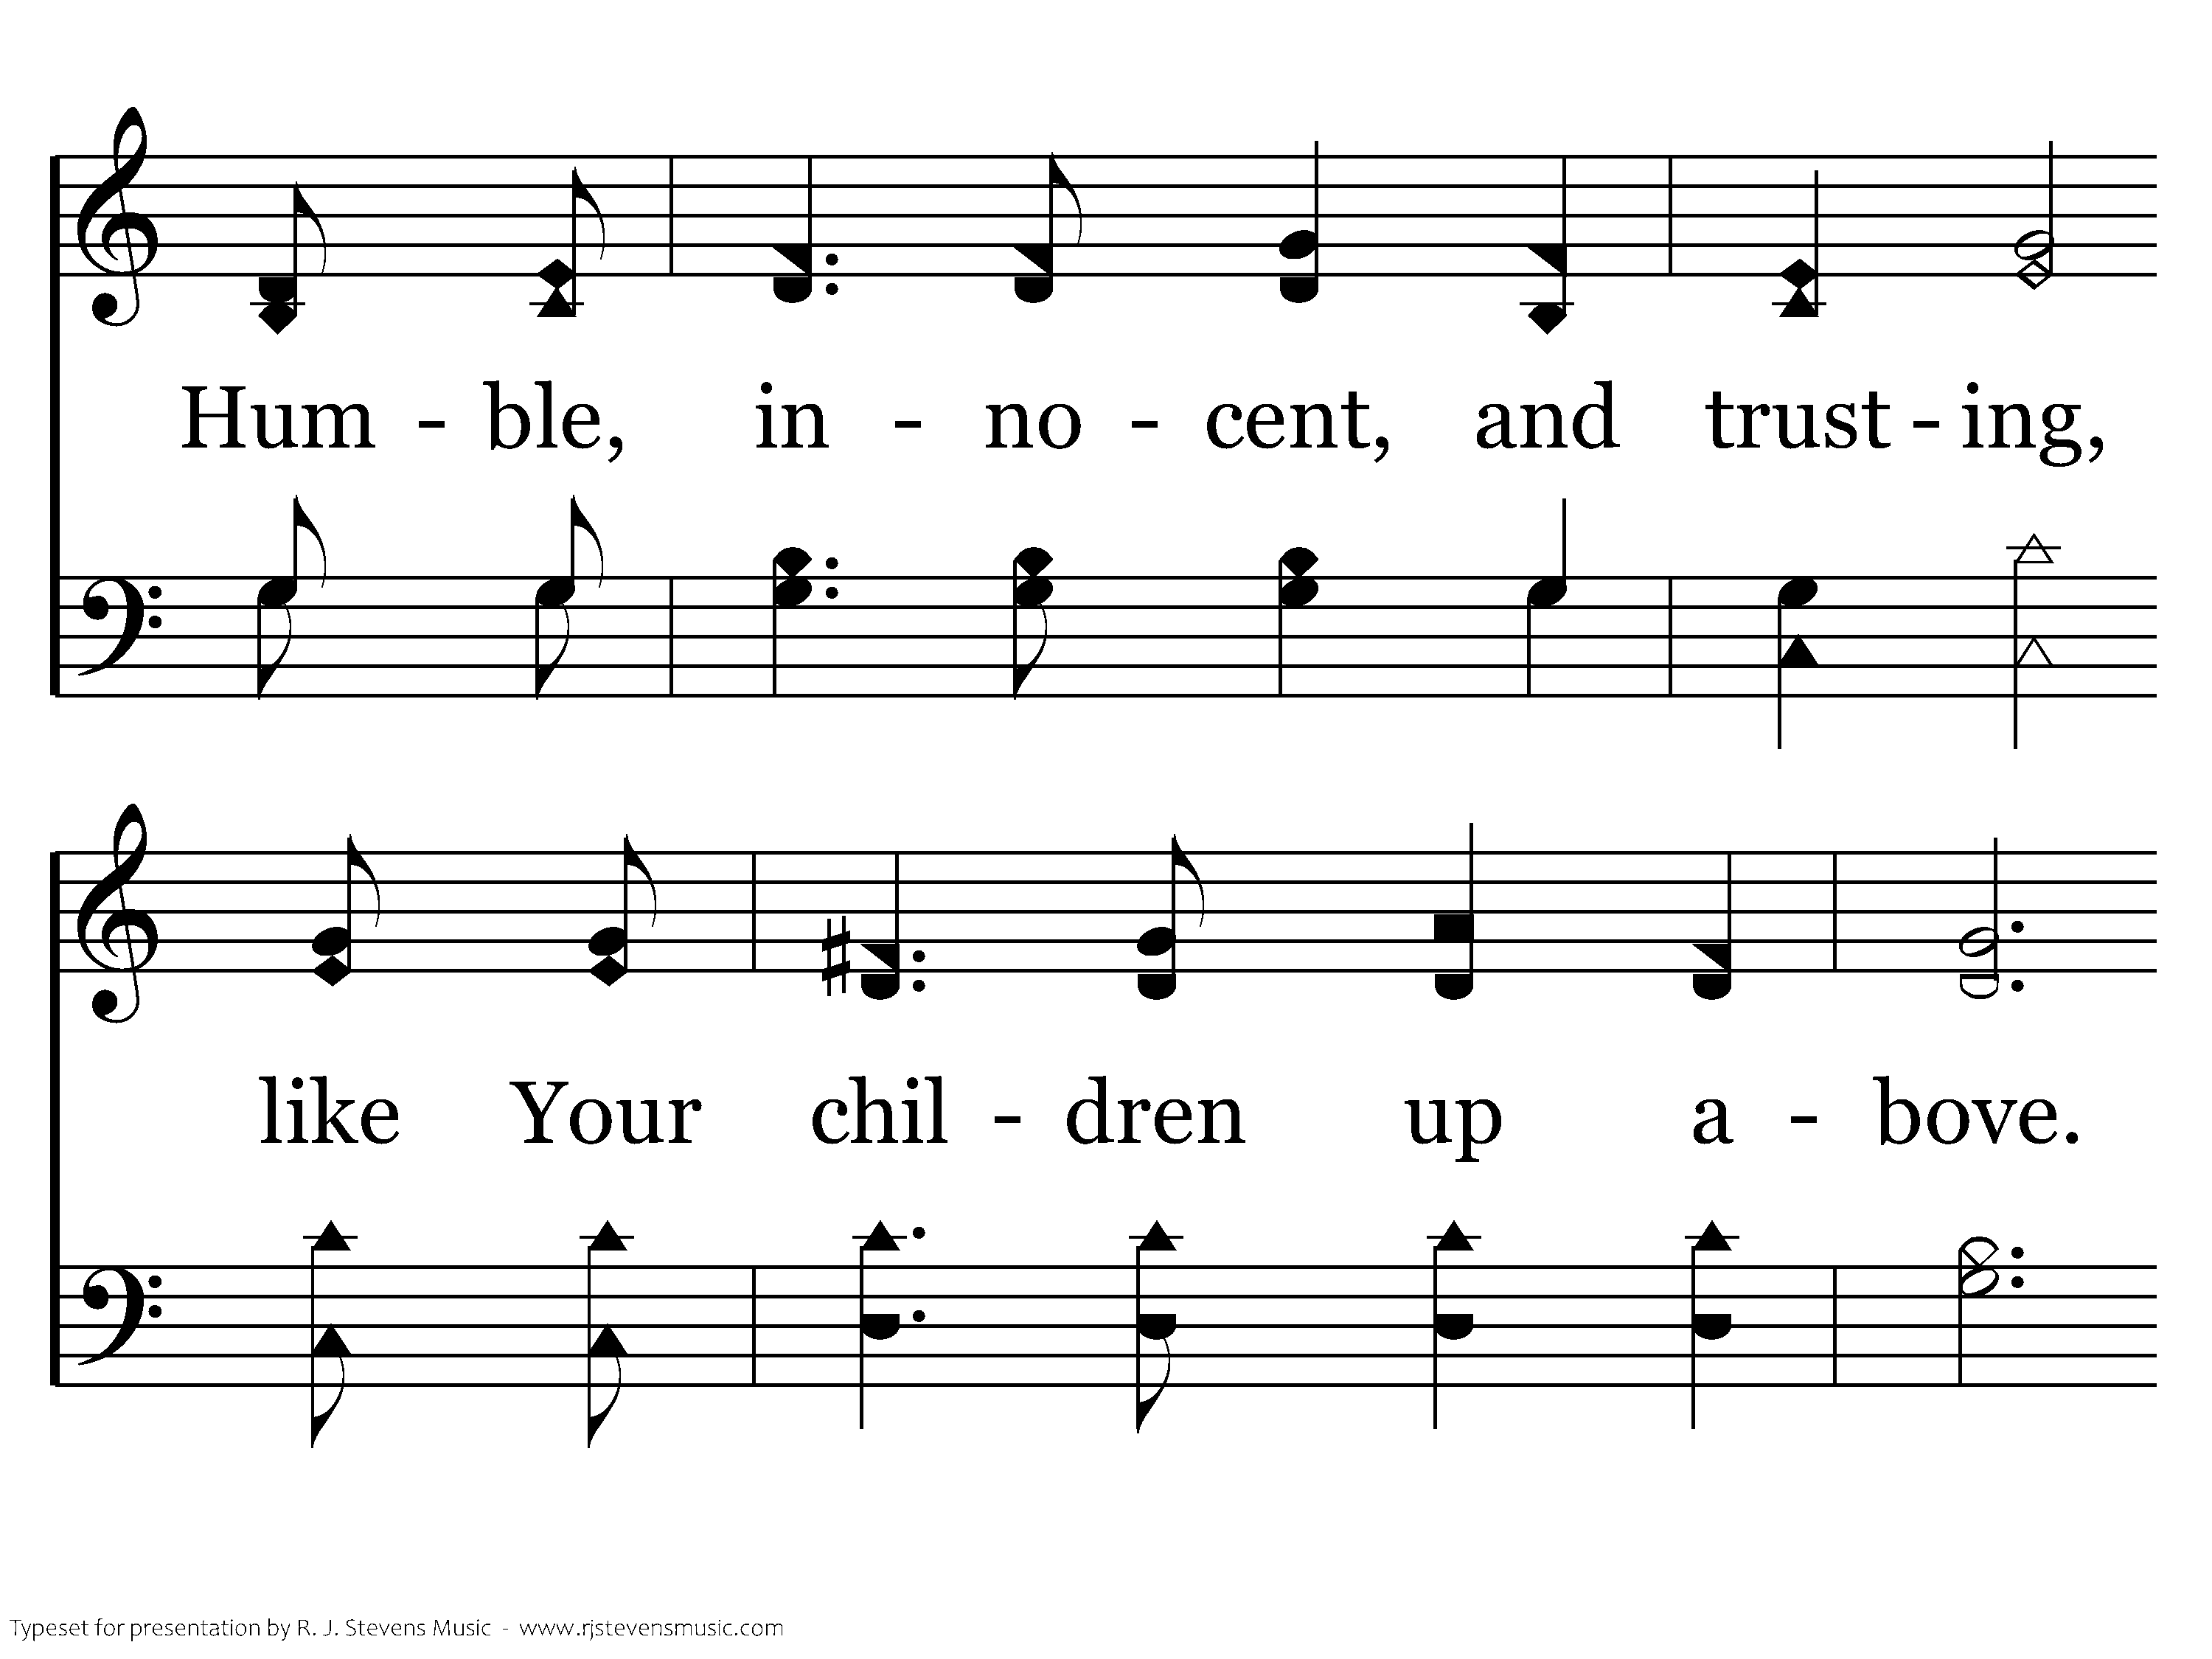 Hum - ble, in - no - cent, and trust - ing,
like Your chil - dren up a - bove.
Typeset for presentation by R. J. Stevens Music - www.rjstevensmusic.com